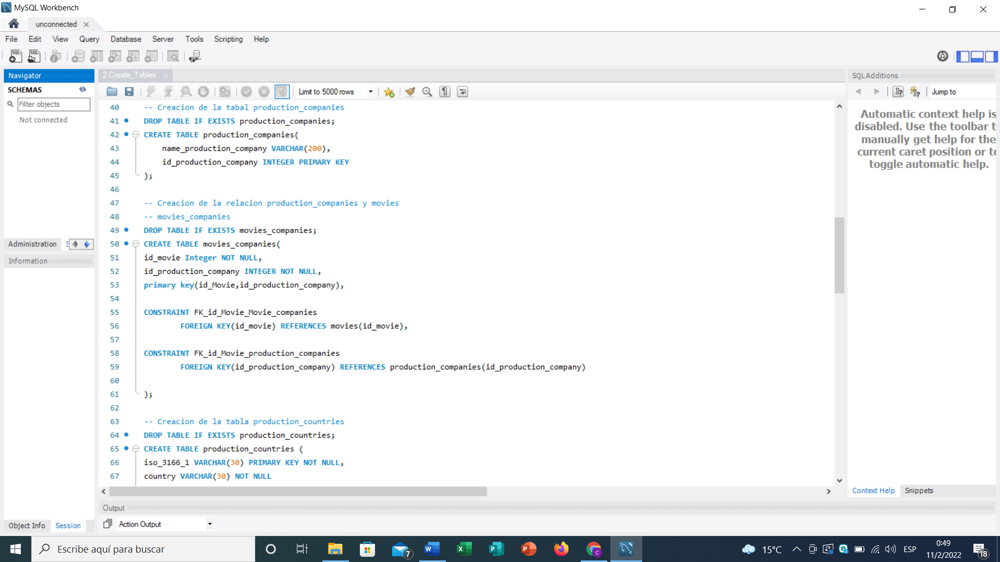 MySQL Workbench
unconnected
File Edit View Query Database Server Tools Scripting Help
Navigator
SCHEMAS
Filter objects
Not connected
Administration
Information
Object Info Session
2.Create_Tables
Limit to 5000 rows
40 -- Creacion de la tabal production_companies
41 DROP TABLE IF EXISTS production_companies;
42 CREATE TABLE production_companies(
43 name_production_company VARCHAR(200),
44 id_production_company INTEGER PRIMARY KEY
45 );
46
47 -- Creacion de la relacion production_companies y movies
48 -- movies_companies
49 DROP TABLE IF EXISTS movies_companies;
50 CREATE TABLE movies_companies(
51 id_movie Integer NOT NULL,
52 id_production_company INTEGER NOT NULL,
53 primary key(id_Movie,id_production_company),
54
55 CONSTRAINT FK_id_Movie_Movie_companies
56 FOREIGN KEY(id_movie) REFERENCES movies(id_movie),
57
58 CONSTRAINT FK_id_Movie_production_companies
59 FOREIGN KEY(id_production_company) REFERENCES production_companies(id_production_company)
60
61 );
62
63 -- Creacion de la tabla production_countries
64 DROP TABLE IF EXISTS production_countries;
65 CREATE TABLE production_countries (
66 iso_3166_1 VARCHAR(30) PRIMARY KEY NOT NULL,
67 country VARCHAR(30) NOT NULL
Output
Action Output
SQLAdditions
Jump to
Automatic context help is
disabled. Use the toolbar t
manually get help for the
current caret position or to
toggle automatic help.
Context Help Snippets
Escribe aquí para buscar
7
15°C
ESP
0:49
11/2/2022
18